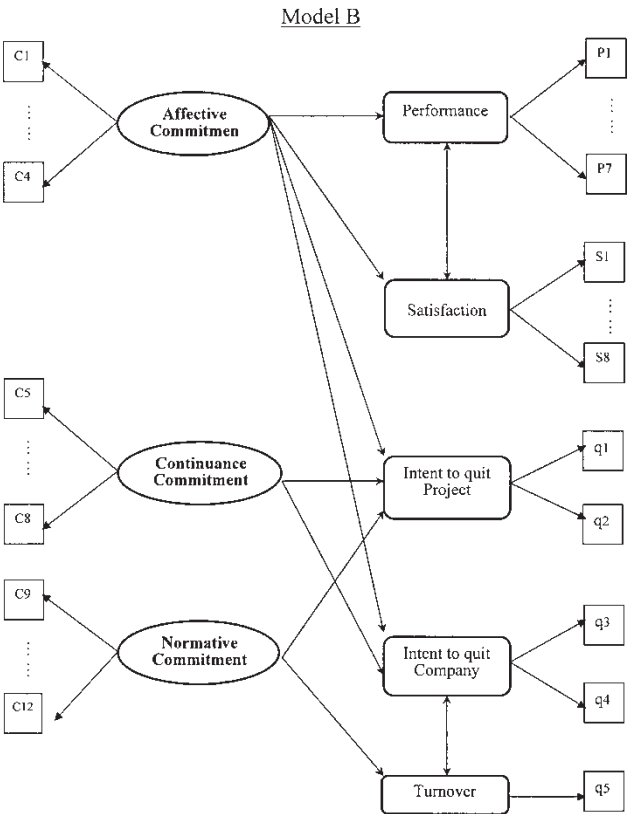 Model B
C1
Affective
Commitmen
C4
Performance
P1
P7
Satisfaction
S1
S8
C5
Continuance
Commitment
C8
Intent to quit
Project
q1
q2
C9
Normative
Commitment
C12
Intent to quit
Company
q3
q4
Turnover
q5